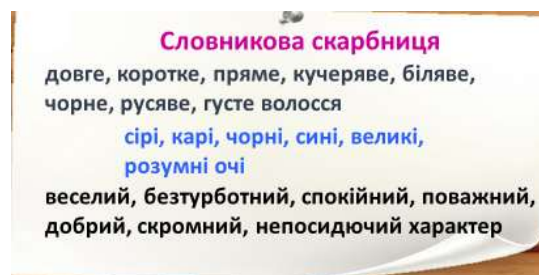 Словникова скарбниця
довге, коротке, пряме, кучеряве, біляве,
чорне, русяве, густе волосся
сірі, карі, чорні, сині, великі,
розумні очі
веселий, безтурботний, спокійний, поважний,
добрий, скромний, непосидючий характер